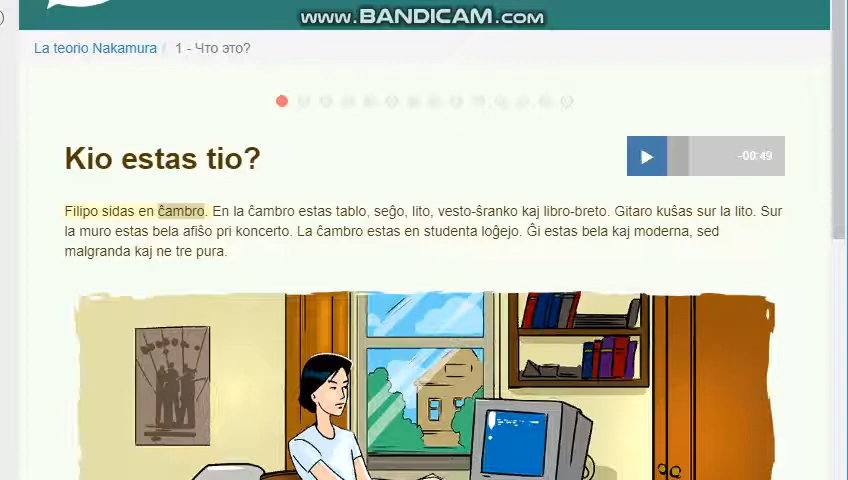 www.BANDICAM.com
La teorio Nakamura / 1 - Что это?
Kio estas tio?
-00:49
Filipo sidas en ĉambro. En la ĉambro estas tablo, seĝo, lito, vesto-ŝranko kaj libro-breto. Gitaro kuŝas sur la lito. Sur
la muro estas bela afiŝo pri koncerto. La ĉambro estas en studenta loĝejo. Ĝi estas bela kaj moderna, sed
malgranda kaj ne tre pura.